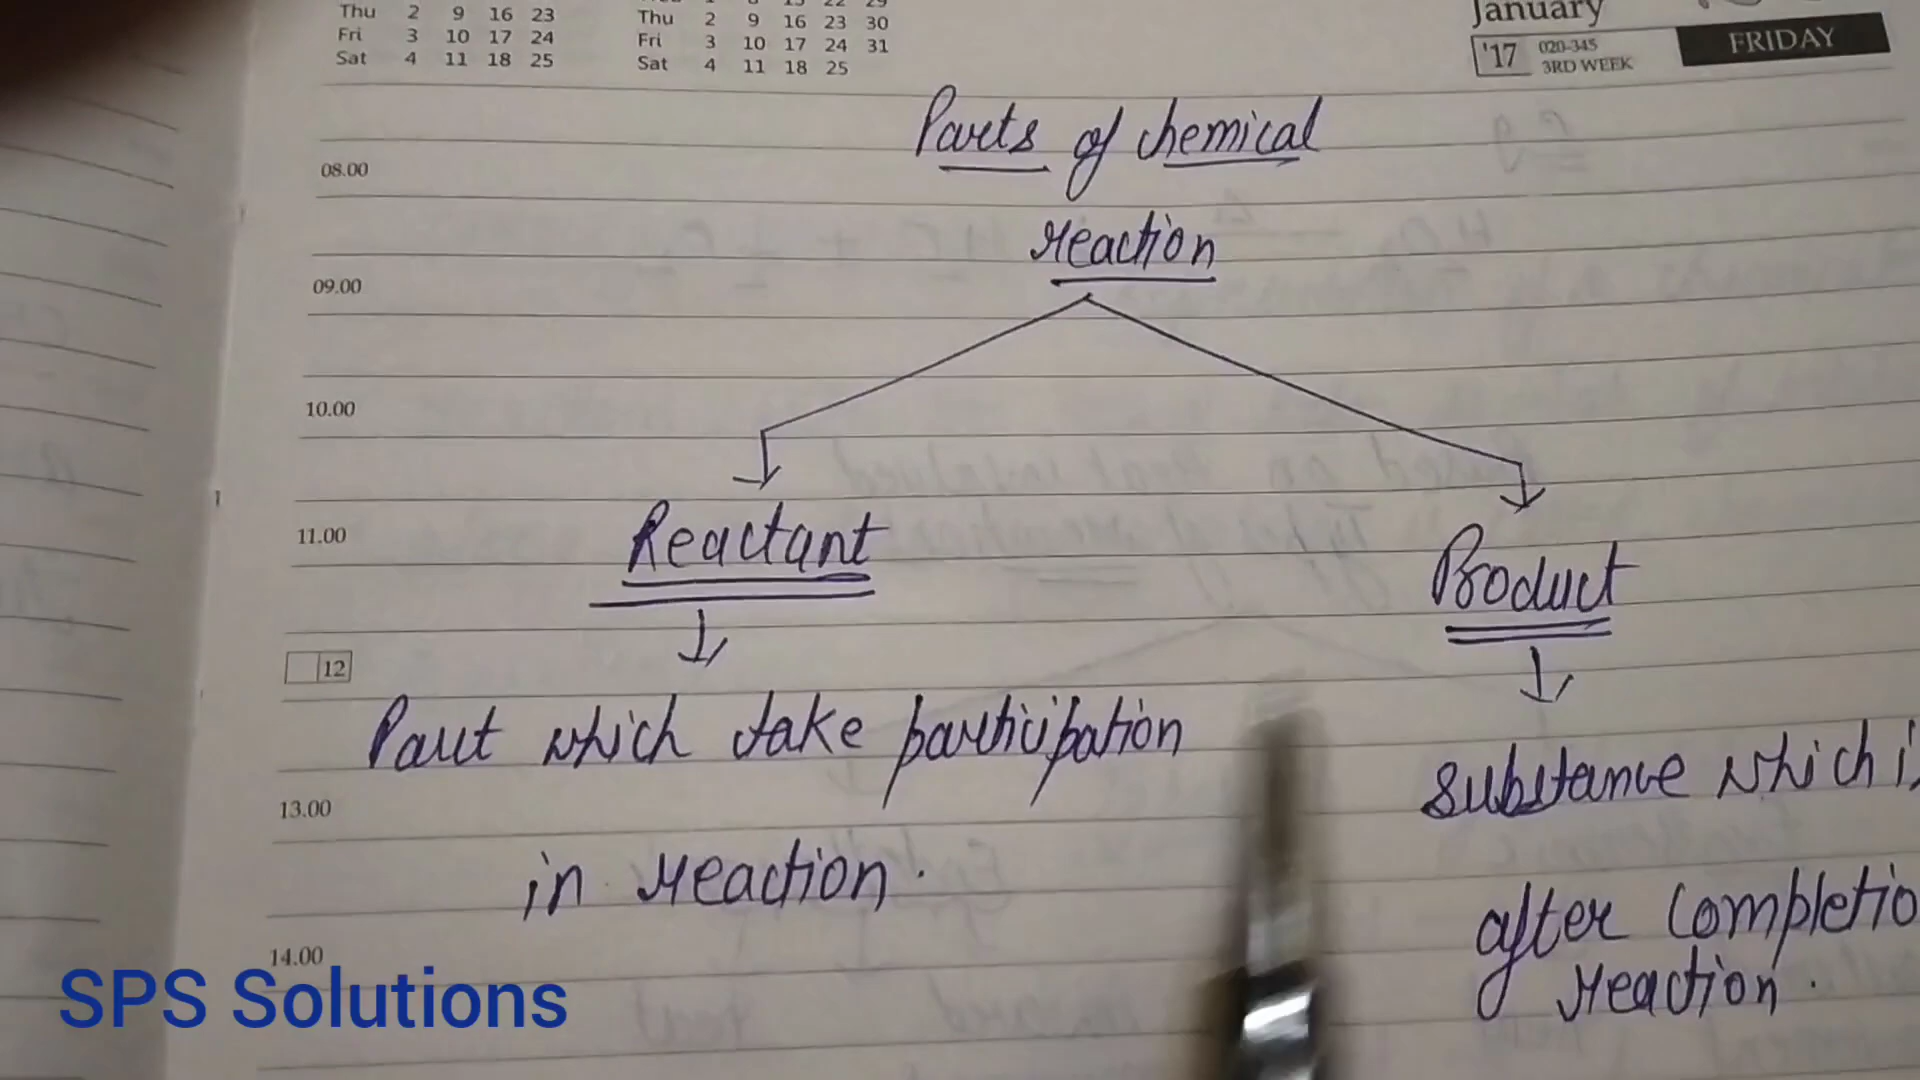 Thu 2 9 16 23
Fri 3 10 17 24
Sat 4 11 18 25
Thu 2 9 16 23 30
Fri 3 10 17 24 31
Sat 4 11 18 25
January
'17 020-345
3RD WEEK
FRIDAY
Parts of chemical
reaction
08.00
09.00
10.00
11.00
12
13.00
14.00
Reactant
Product
Part which take participation
in reaction.
substance which
after completio
reaction.
SPS Solutions